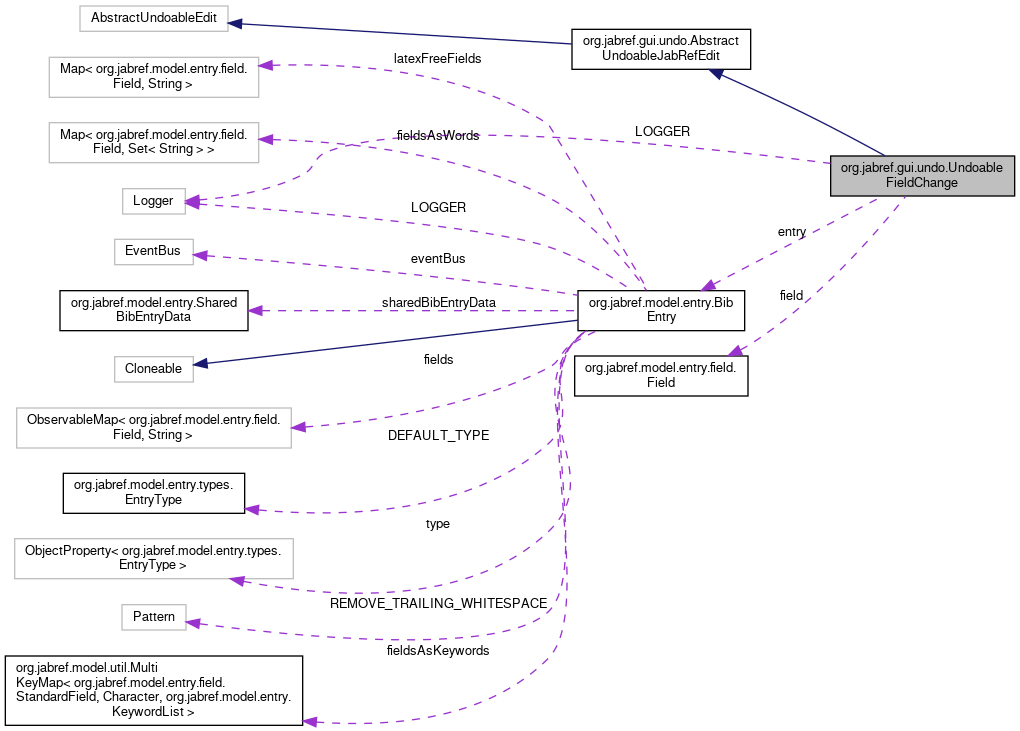 AbstractUndoableEdit
org.jabref.gui.undo.Abstract
UndoableJabRefEdit
latexFreeFields
Map< org.jabref.model.entry.field.
Field, String >
fieldsAsWords
LOGGER
Map< org.jabref.model.entry.field.
Field, Set< String > >
org.jabref.gui.undo.Undoable
FieldChange
Logger
LOGGER
entry
EventBus
eventBus
org.jabref.model.entry.Shared
BibEntryData
sharedBibEntryData
org.jabref.model.entry.Bib
Entry
field
Cloneable
fields
org.jabref.model.entry.field.
Field
ObservableMap< org.jabref.model.entry.field.
Field, String >
DEFAULT_TYPE
org.jabref.model.entry.types.
EntryType
type
ObjectProperty< org.jabref.model.entry.types.
EntryType >
REMOVE_TRAILING_WHITESPACE
Pattern
fieldsAsKeywords
org.jabref.model.util.Multi
KeyMap< org.jabref.model.entry.field.
StandardField, Character, org.jabref.model.entry.
KeywordList >